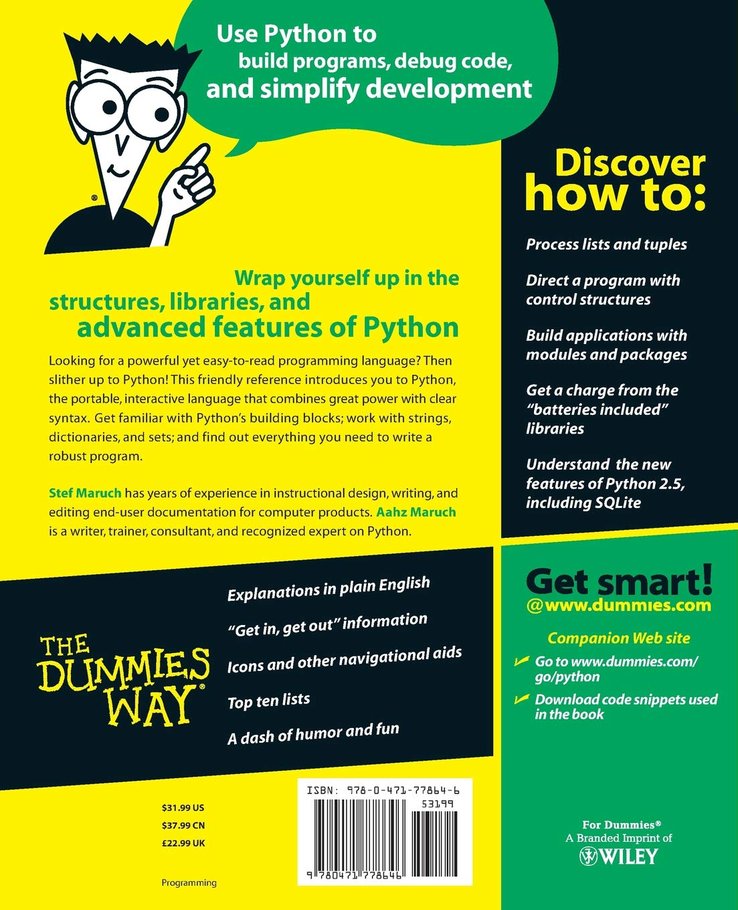 Use Python to
build programs, debug code,
and simplify development
®
Wrap yourself up in the
structures, libraries, and
advanced features of Python
Looking for a powerful yet easy-to-read programming language? Then
slither up to Python! This friendly reference introduces you to Python,
the portable, interactive language that combines great power with clear
syntax. Get familiar with Python's building blocks; work with strings,
dictionaries, and sets; and find out everything you need to write a
robust program.
Stef Maruch has years of experience in instructional design, writing, and
editing end-user documentation for computer products. Aahz Maruch
is a writer, trainer, consultant, and recognized expert on Python.
Discover
how to:
Process lists and tuples
Direct a program with
control structures
Build applications with
modules and packages
Get a charge from the
“batteries included”
libraries
Understand the new
features of Python 2.5,
including SQLite
THE
DUMMIES
WAY®
Explanations in plain English
“Get in, get out” information
Icons and other navigational aids
Top ten lists
A dash of humor and fun
Get smart!
@www.dummies.com
Companion Web site
Go to www.dummies.com/
go/python
Download code snippets used
in the book
$31.99 US
$37.99 CN
£22.99 UK
Programming
ISBN: 978-0-471-77864-6
53199
9 780471 778646
For Dummies®
A Branded Imprint of
WILEY